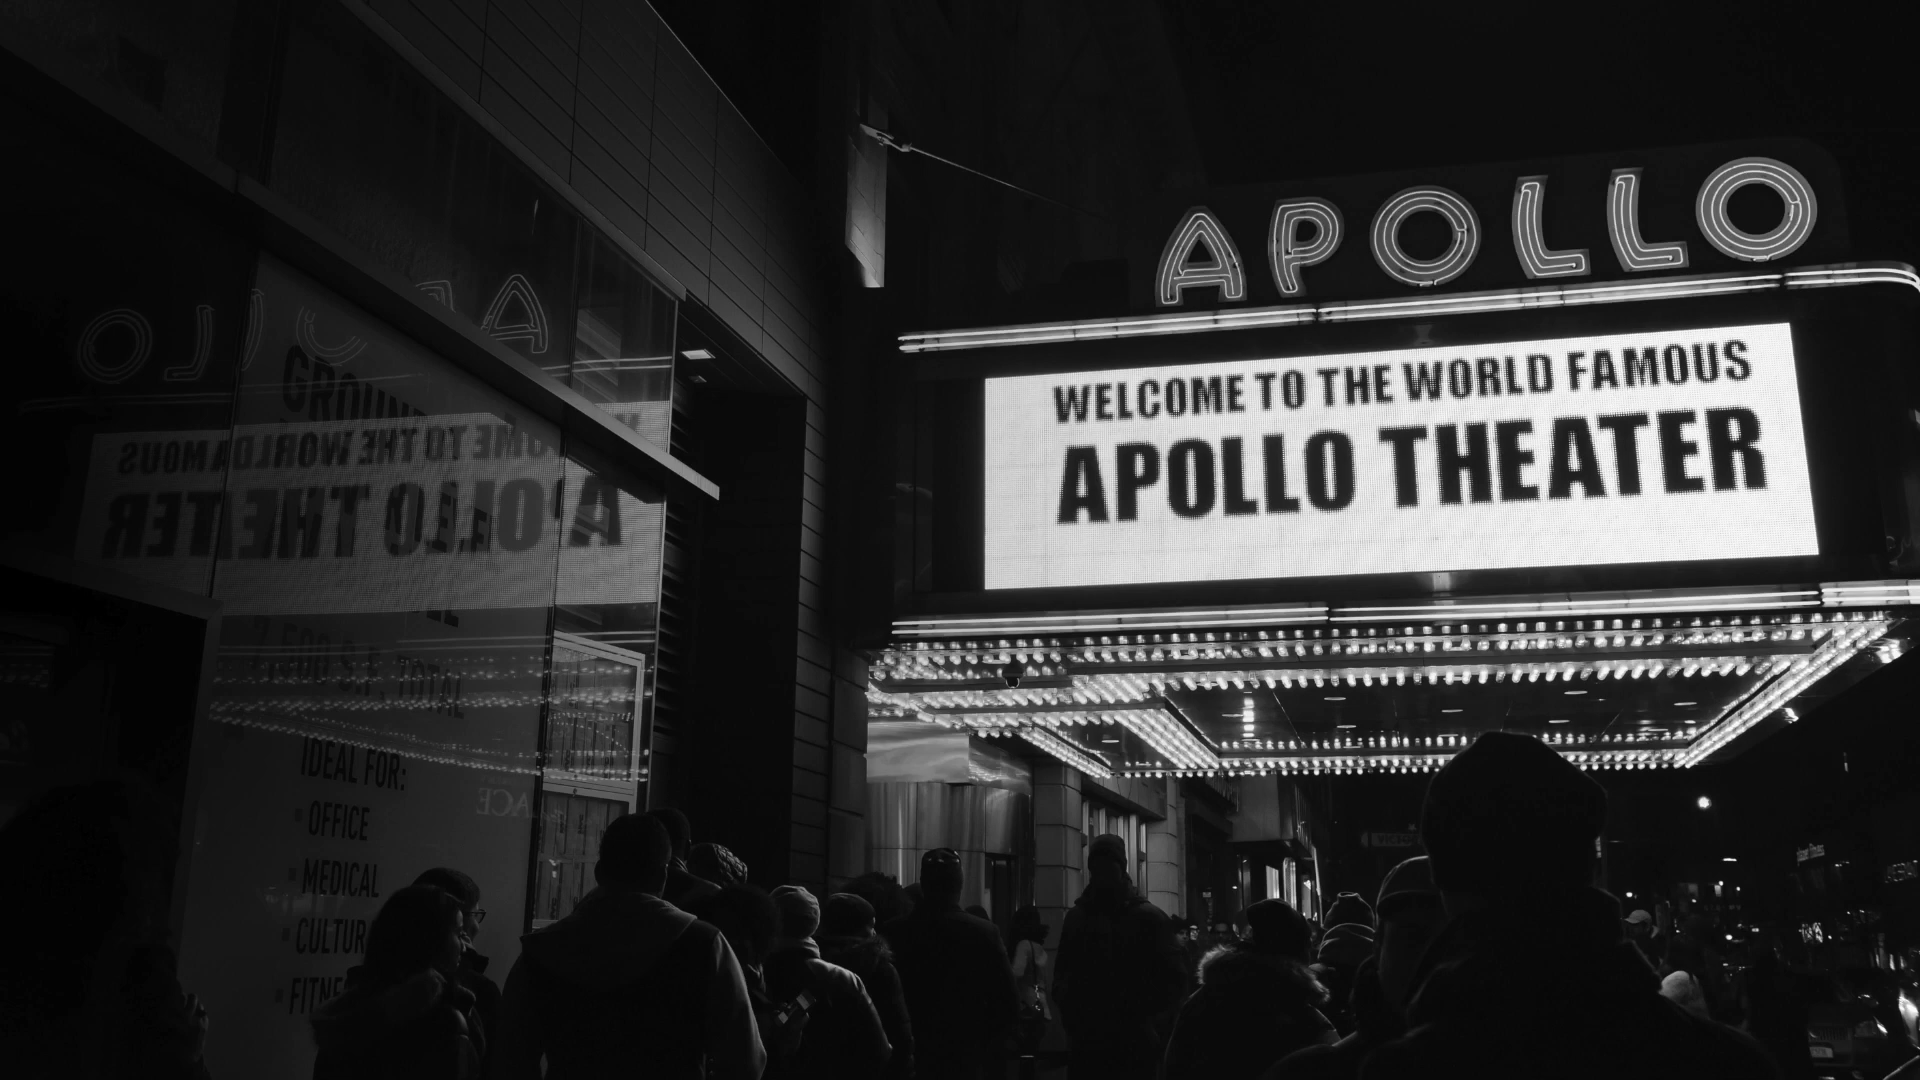 APOLLO
WELCOME TO THE WORLD FAMOUS
APOLLO THEATER
IDEAL FOR:
• OFFICE
• MEDICAL